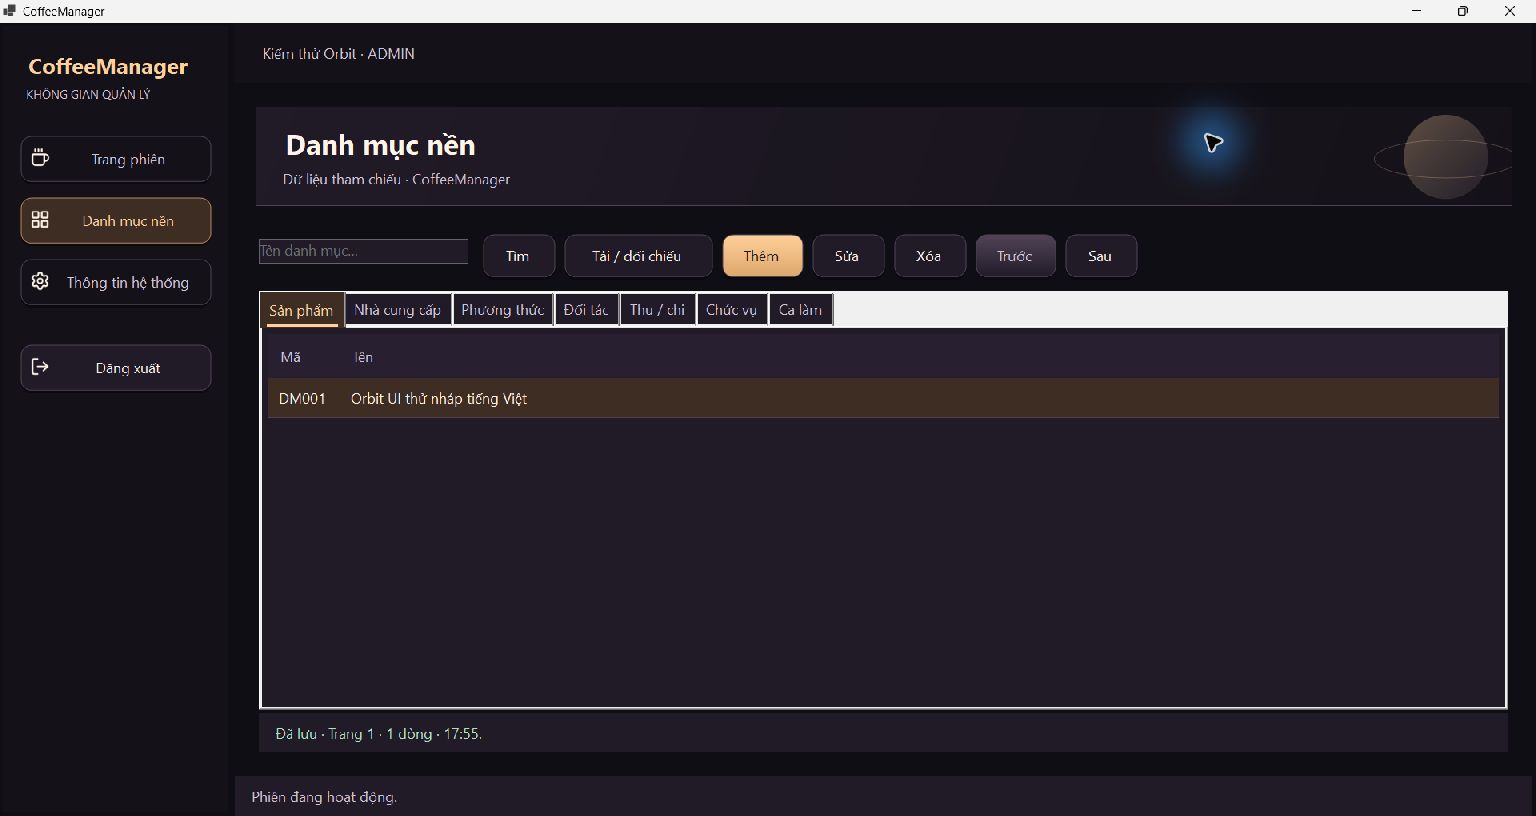 CoffeeManager
Kiểm thử Orbit · ADMIN
CoffeeManager
KHÔNG GIAN QUẢN LÝ
Trang phiên
Danh mục nền
Thông tin hệ thống
Đăng xuất
Danh mục nền
Dữ liệu tham chiếu · CoffeeManager
Tên danh mục...
Tìm
Tải / đối chiếu
Thêm
Sửa
Xóa
Trước
Sau
Sản phẩm
Nhà cung cấp
Phương thức
Đối tác
Thu / chi
Chức vụ
Ca làm
Mã
Tên
DM001
Orbit UI thử nháp tiếng Việt
Đã lưu · Trang 1 · 1 dòng · 17:55.
Phiên đang hoạt động.